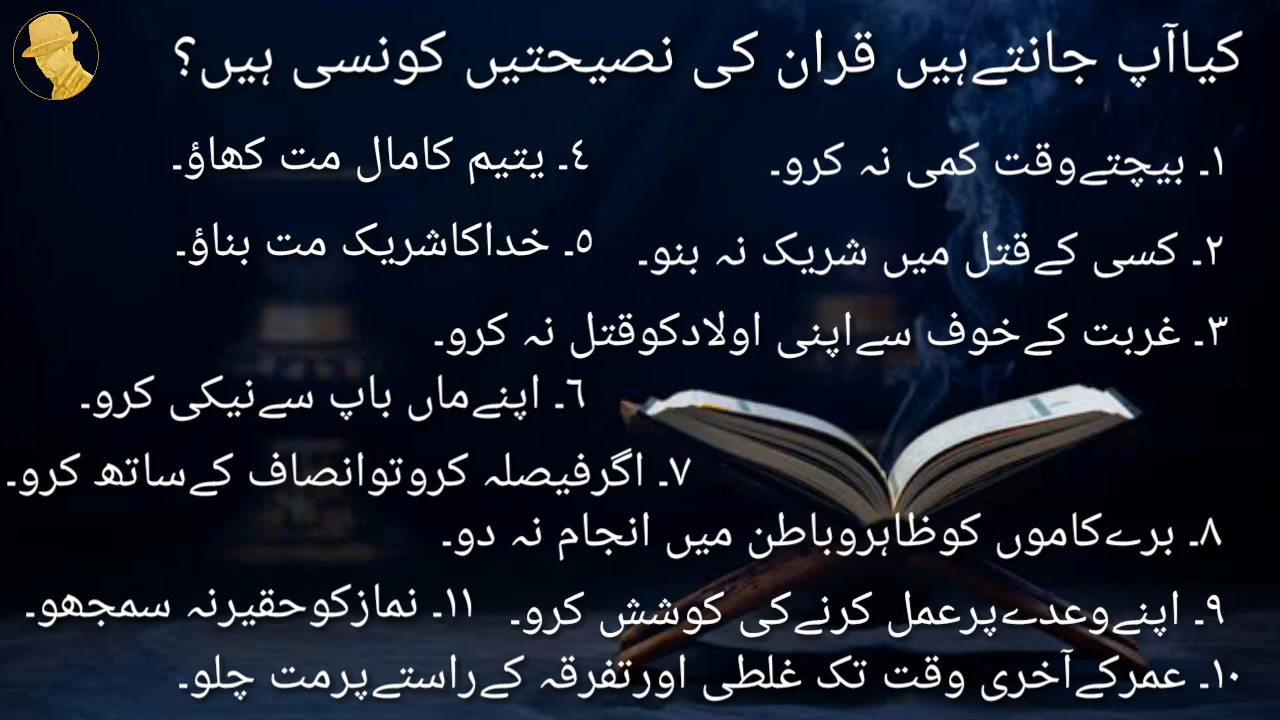 کیاآپ جانتےہیں قران کی نصیحتیں کونسی ہیں؟
١۔ بیچتےوقت کمی نہ کرو۔
٢۔ کسی کےقتل میں شریک نہ بنو۔
٣۔ غربت کےخوف سےاپنی اولادکوقتل نہ کرو۔
٤۔ یتیم کامال مت کھاؤ۔
٥۔ خداکاشریک مت بناؤ۔
٦۔ اپنےماں باپ سےنیکی کرو۔
٧۔ اگرفیصلہ کروتوانصاف کےساتھ کرو۔
٨۔ برےکاموں کوظاہروباطن میں انجام نہ دو۔
٩۔ اپنےوعدےپرعمل کرنےکی کوشش کرو۔
١٠۔ عمرکےآخری وقت تک غلطی اورتفرقہ کےراستےپرمت چلو۔
١١۔ نمازکوحقیرنہ سمجھو۔